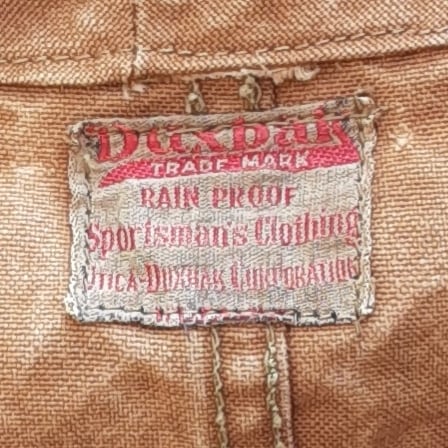 Duxbak
TRADE MARK
RAIN PROOF
Sportsman's Clothing
UTICA-DUXBAK CORPORATION